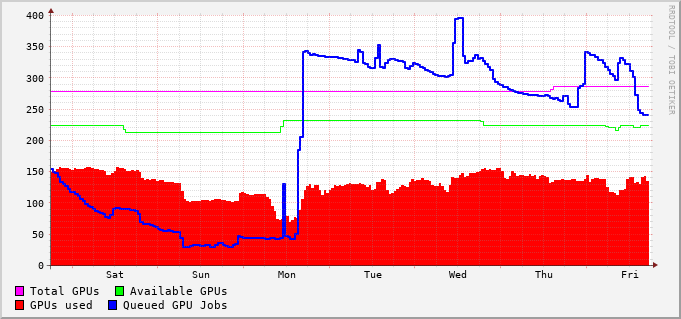 400
350
300
250
200
150
100
50
0
Sat Sun Mon Tue Wed Thu Fri
Total GPUs Available GPUs
GPUs used Queued GPU Jobs
RRDTOOL / TOBI OETIKER